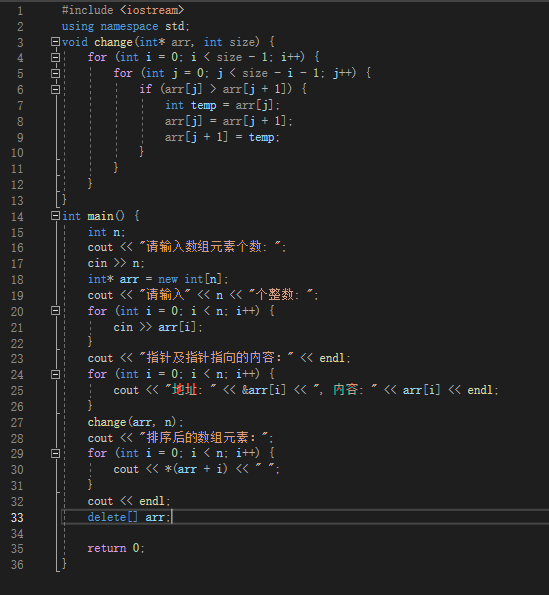 1 #include <iostream>
2 using namespace std;
3 void change(int* arr, int size) {
4 for (int i = 0; i < size - 1; i++) {
5 for (int j = 0; j < size - i - 1; j++) {
6 if (arr[j] > arr[j + 1]) {
7 int temp = arr[j];
8 arr[j] = arr[j + 1];
9 arr[j + 1] = temp;
10 }
11 }
12 }
13 }
14 int main() {
15 int n;
16 cout << "请输入数组元素个数: ";
17 cin >> n;
18 int* arr = new int[n];
19 cout << "请输入" << n << "个整数: ";
20 for (int i = 0; i < n; i++) {
21 cin >> arr[i];
22 }
23 cout << "指针及指针指向的内容：" << endl;
24 for (int i = 0; i < n; i++) {
25 cout << "地址: " << &arr[i] << ", 内容: " << arr[i] << endl;
26 }
27 change(arr, n);
28 cout << "排序后的数组元素：";
29 for (int i = 0; i < n; i++) {
30 cout << *(arr + i) << " ";
31 }
32 cout << endl;
33 delete[] arr;
34
35 return 0;
36 }